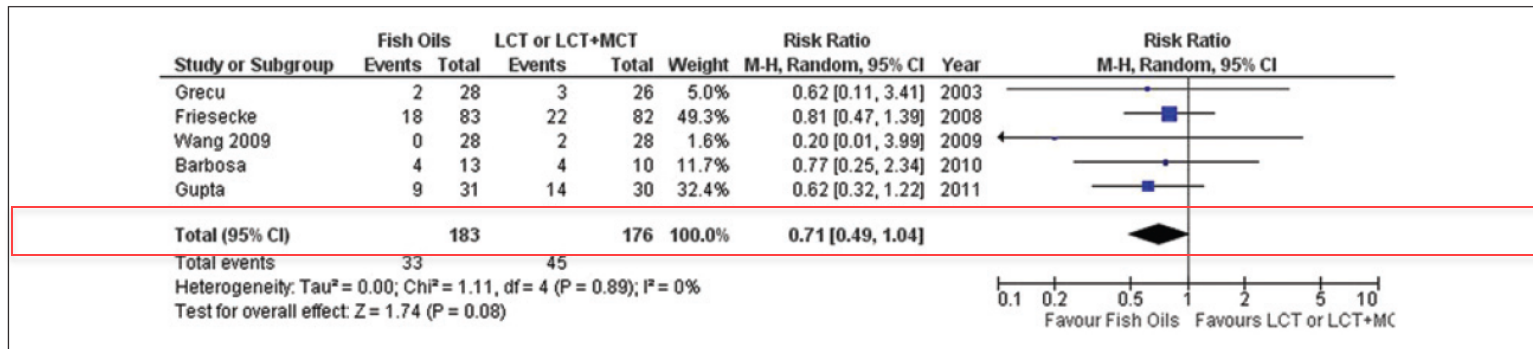 Fish Oils LCT or LCT+MCT Risk Ratio Risk Ratio
Study or Subgroup Events Total Events Total Weight M-H, Random, 95% CI Year M-H, Random, 95% CI
Grecu 2 28 3 26 5.0% 0.62 [0.11, 3.41] 2003
Friesecke 18 83 22 82 49.3% 0.81 [0.47, 1.39] 2008
Wang 2009 0 28 2 28 1.6% 0.20 [0.01, 3.99] 2009
Barbosa 4 13 4 10 11.7% 0.77 [0.25, 2.34] 2010
Gupta 9 31 14 30 32.4% 0.62 [0.32, 1.22] 2011
Total (95% CI) 183 176 100.0% 0.71 [0.49, 1.04]
Total events 33 45
Heterogeneity: Tau² = 0.00; Chi² = 1.11, df = 4 (P = 0.89); I² = 0%
Test for overall effect: Z = 1.74 (P = 0.08)
0.1 0.2 0.5 1 2 5 10
Favour Fish Oils Favours LCT or LCT+MC